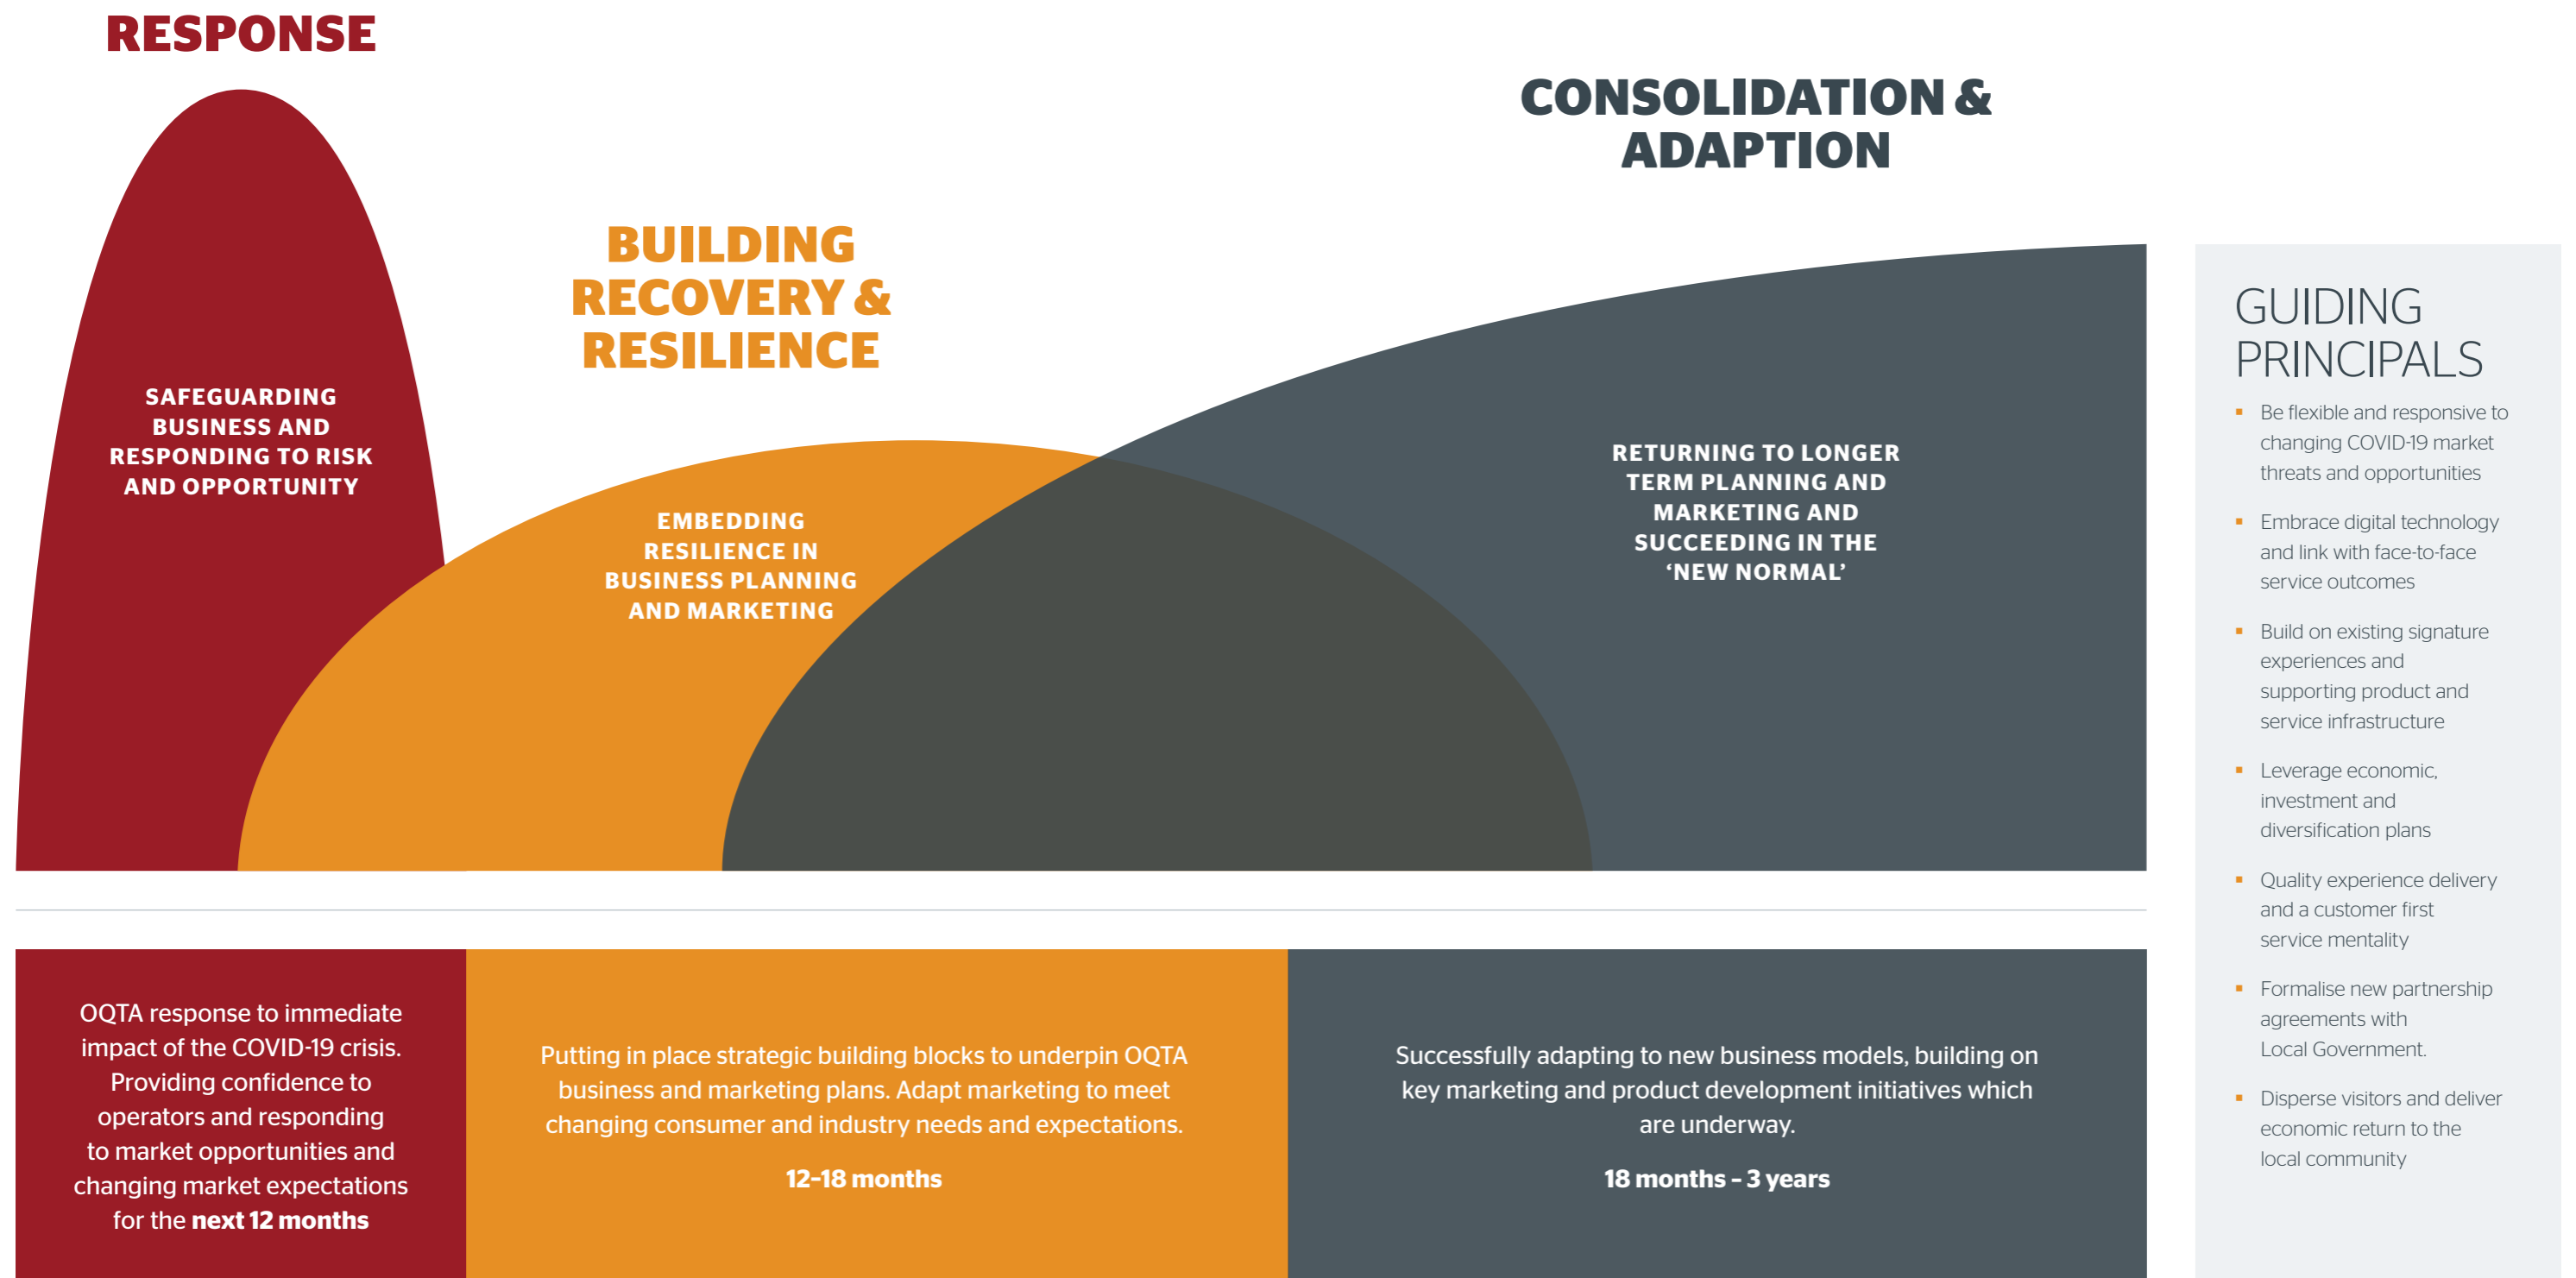 RESPONSE
SAFEGUARDING
BUSINESS AND
RESPONDING TO RISK
AND OPPORTUNITY
BUILDING
RECOVERY &
RESILIENCE
EMBEDDING
RESILIENCE IN
BUSINESS PLANNING
AND MARKETING
CONSOLIDATION &
ADAPTION
RETURNING TO LONGER
TERM PLANNING AND
MARKETING AND
SUCCEEDING IN THE
‘NEW NORMAL’
OQTA response to immediate
impact of the COVID-19 crisis.
Providing confidence to
operators and responding
to market opportunities and
changing market expectations
for the next 12 months
Putting in place strategic building blocks to underpin OQTA
business and marketing plans. Adapt marketing to meet
changing consumer and industry needs and expectations.
12–18 months
Successfully adapting to new business models, building on
key marketing and product development initiatives which
are underway.
18 months – 3 years
GUIDING
PRINCIPALS
▪ Be flexible and responsive to
changing COVID-19 market
threats and opportunities
▪ Embrace digital technology
and link with face-to-face
service outcomes
▪ Build on existing signature
experiences and
supporting product and
service infrastructure
▪ Leverage economic,
investment and
diversification plans
▪ Quality experience delivery
and a customer first
service mentality
▪ Formalise new partnership
agreements with
Local Government.
▪ Disperse visitors and deliver
economic return to the
local community